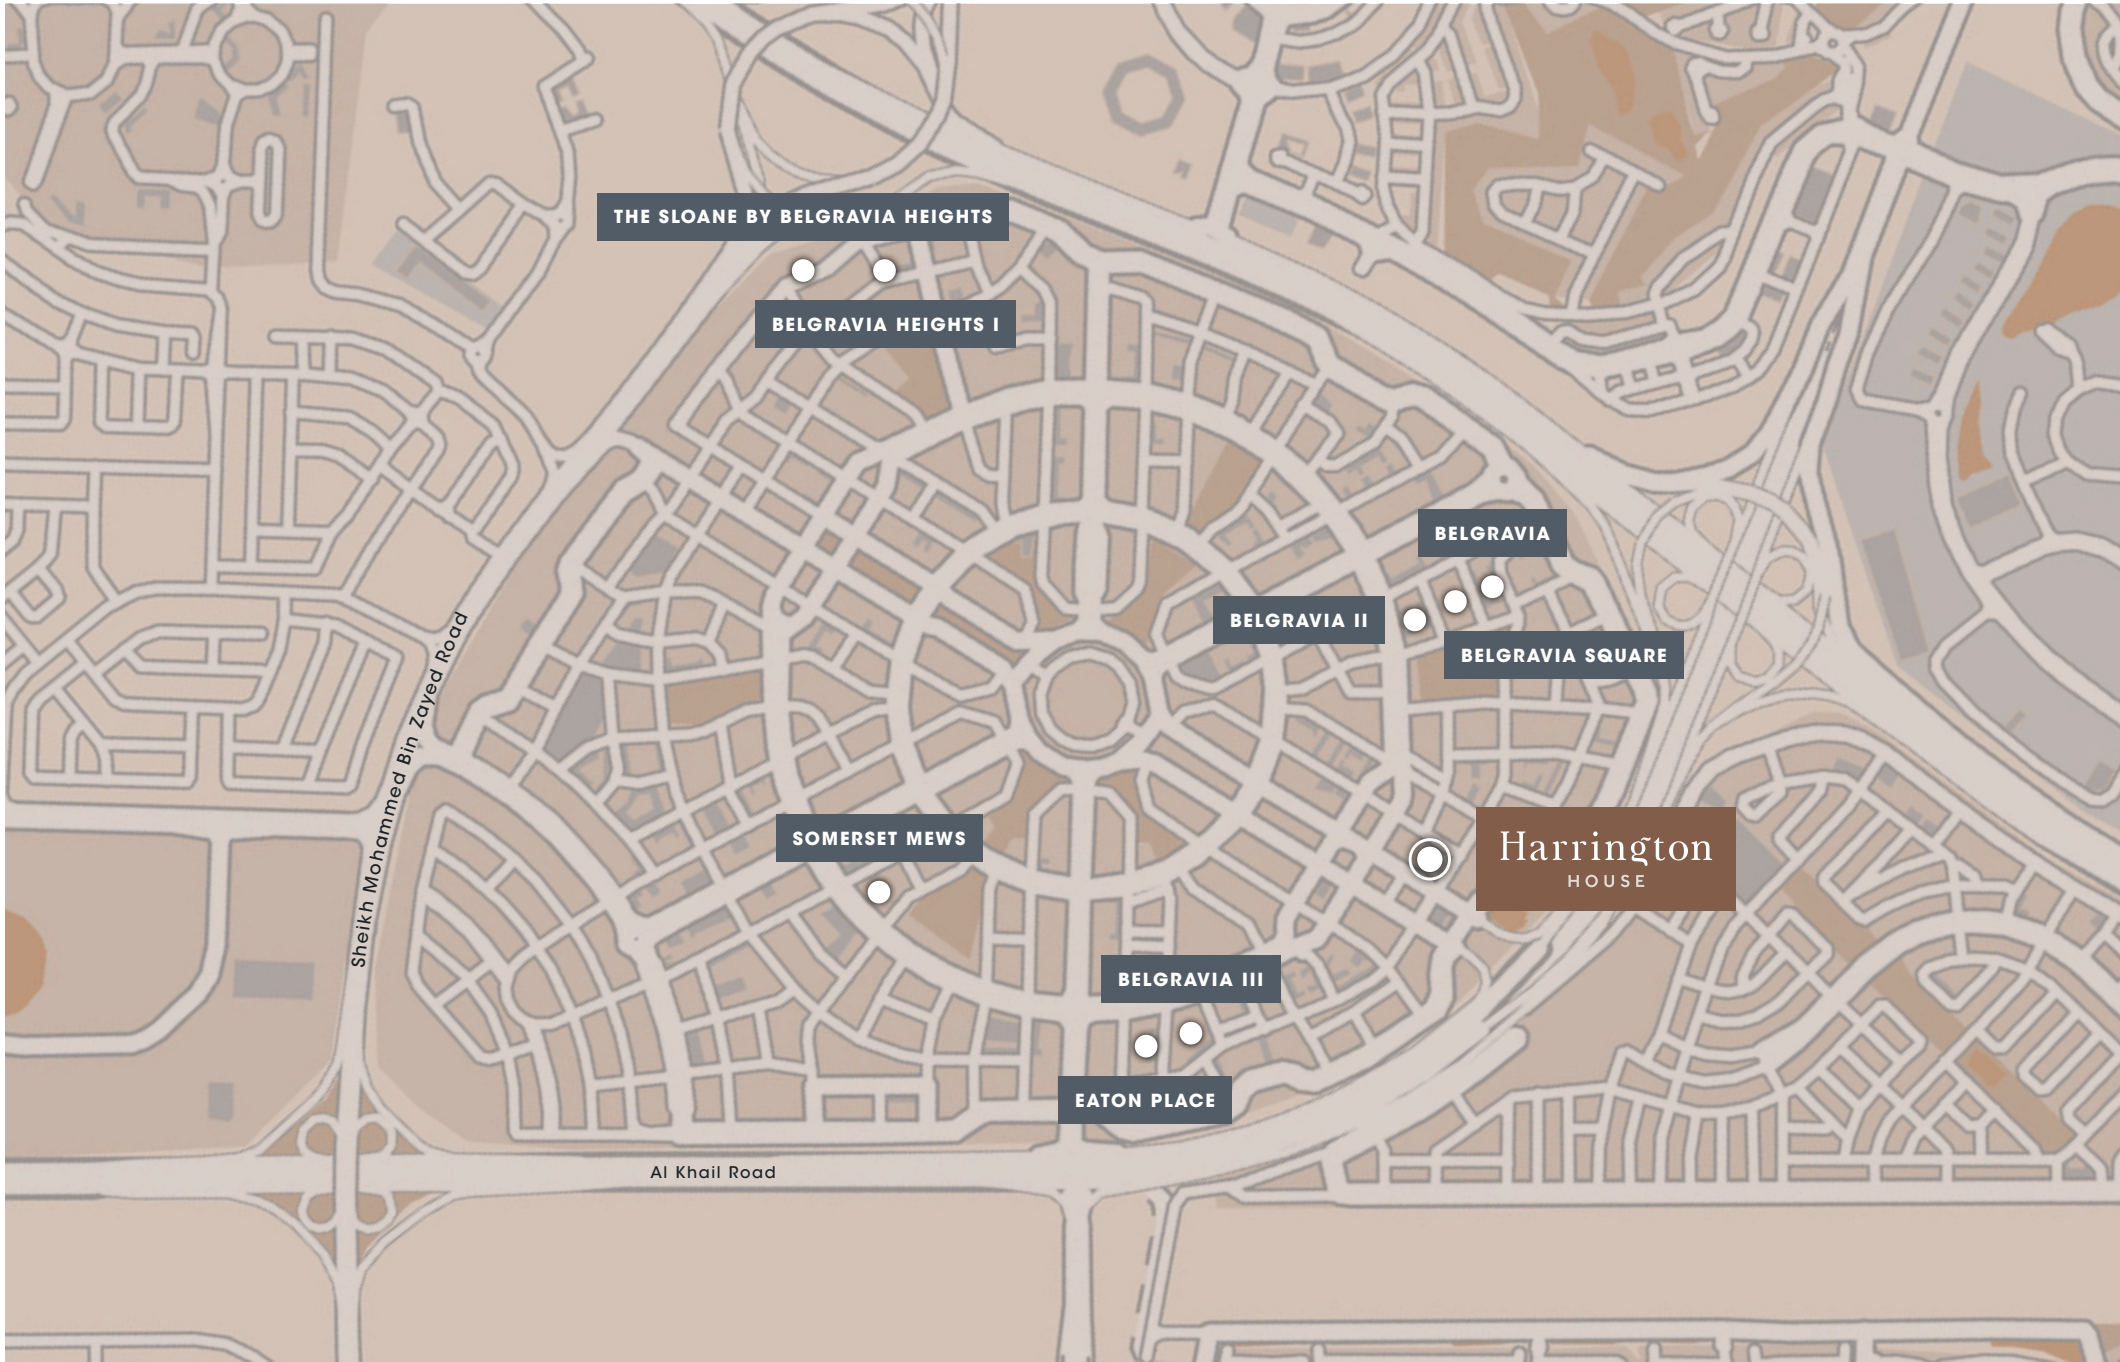 THE SLOANE BY BELGRAVIA HEIGHTS
BELGRAVIA HEIGHTS I
BELGRAVIA
BELGRAVIA II
BELGRAVIA SQUARE
Sheikh Mohammed Bin Zayed Road
SOMERSET MEWS
Harrington
HOUSE
BELGRAVIA III
EATON PLACE
Al Khail Road